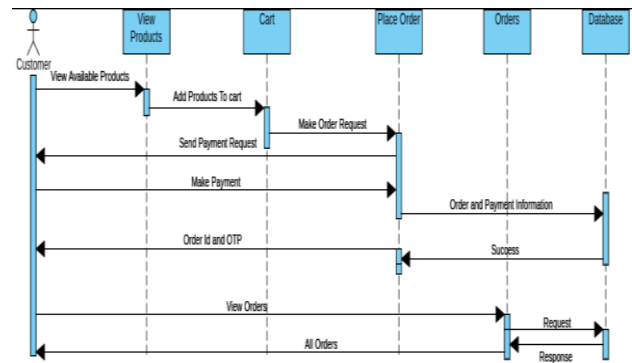 View
Products
Cart
Place Order
Orders
Database
Customer
View Available Products
Add Products To cart
Make Order Request
Send Payment Request
Make Payment
Order and Payment Information
Order Id and OTP
Success
View Orders
Request
All Orders
Response